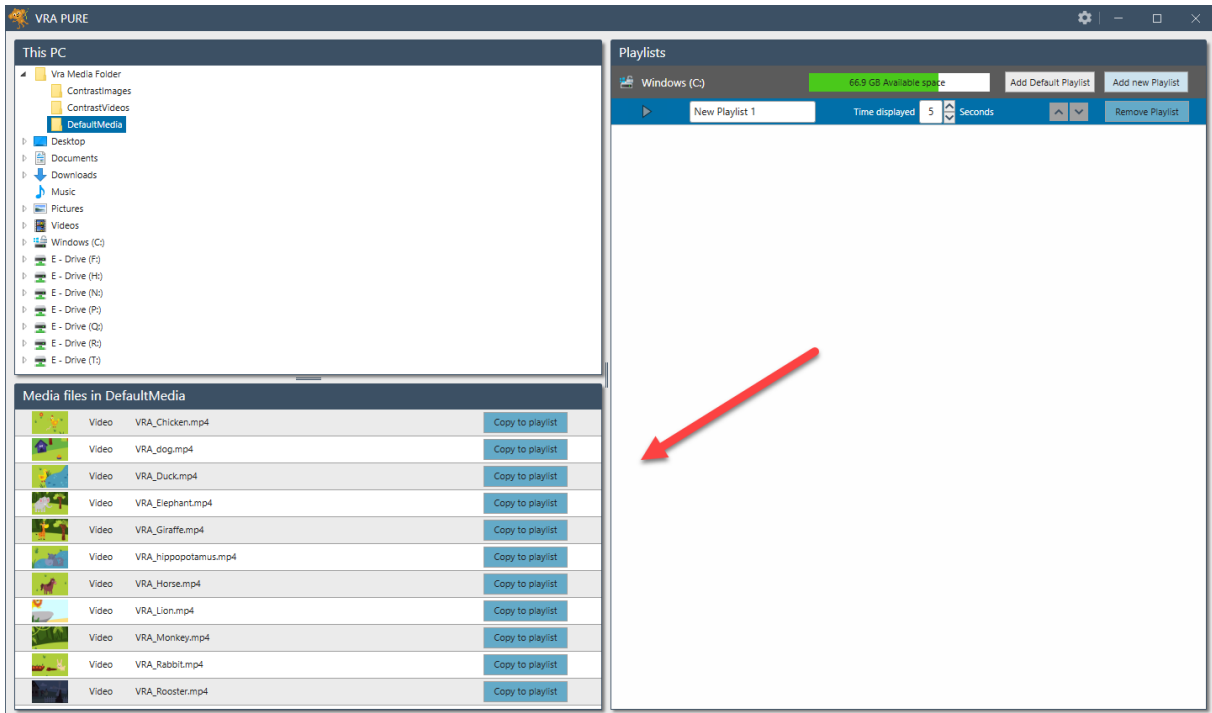 VRA PURE
This PC
Vra Media Folder
ContrastImages
ContrastVideos
DefaultMedia
Desktop
Documents
Downloads
Music
Pictures
Videos
Windows (C:)
E - Drive (F:)
E - Drive (H:)
E - Drive (N:)
E - Drive (P:)
E - Drive (Q:)
E - Drive (R:)
E - Drive (T:)
Media files in DefaultMedia
Video VRA_Chicken.mp4 Copy to playlist
Video VRA_dog.mp4 Copy to playlist
Video VRA_Duck.mp4 Copy to playlist
Video VRA_Elephant.mp4 Copy to playlist
Video VRA_Giraffe.mp4 Copy to playlist
Video VRA_hippopotamus.mp4 Copy to playlist
Video VRA_Horse.mp4 Copy to playlist
Video VRA_Lion.mp4 Copy to playlist
Video VRA_Monkey.mp4 Copy to playlist
Video VRA_Rabbit.mp4 Copy to playlist
Video VRA_Rooster.mp4 Copy to playlist
Playlists
Windows (C:) 66.9 GB Available space Add Default Playlist Add new Playlist
New Playlist 1 Time displayed 5 Seconds Remove Playlist